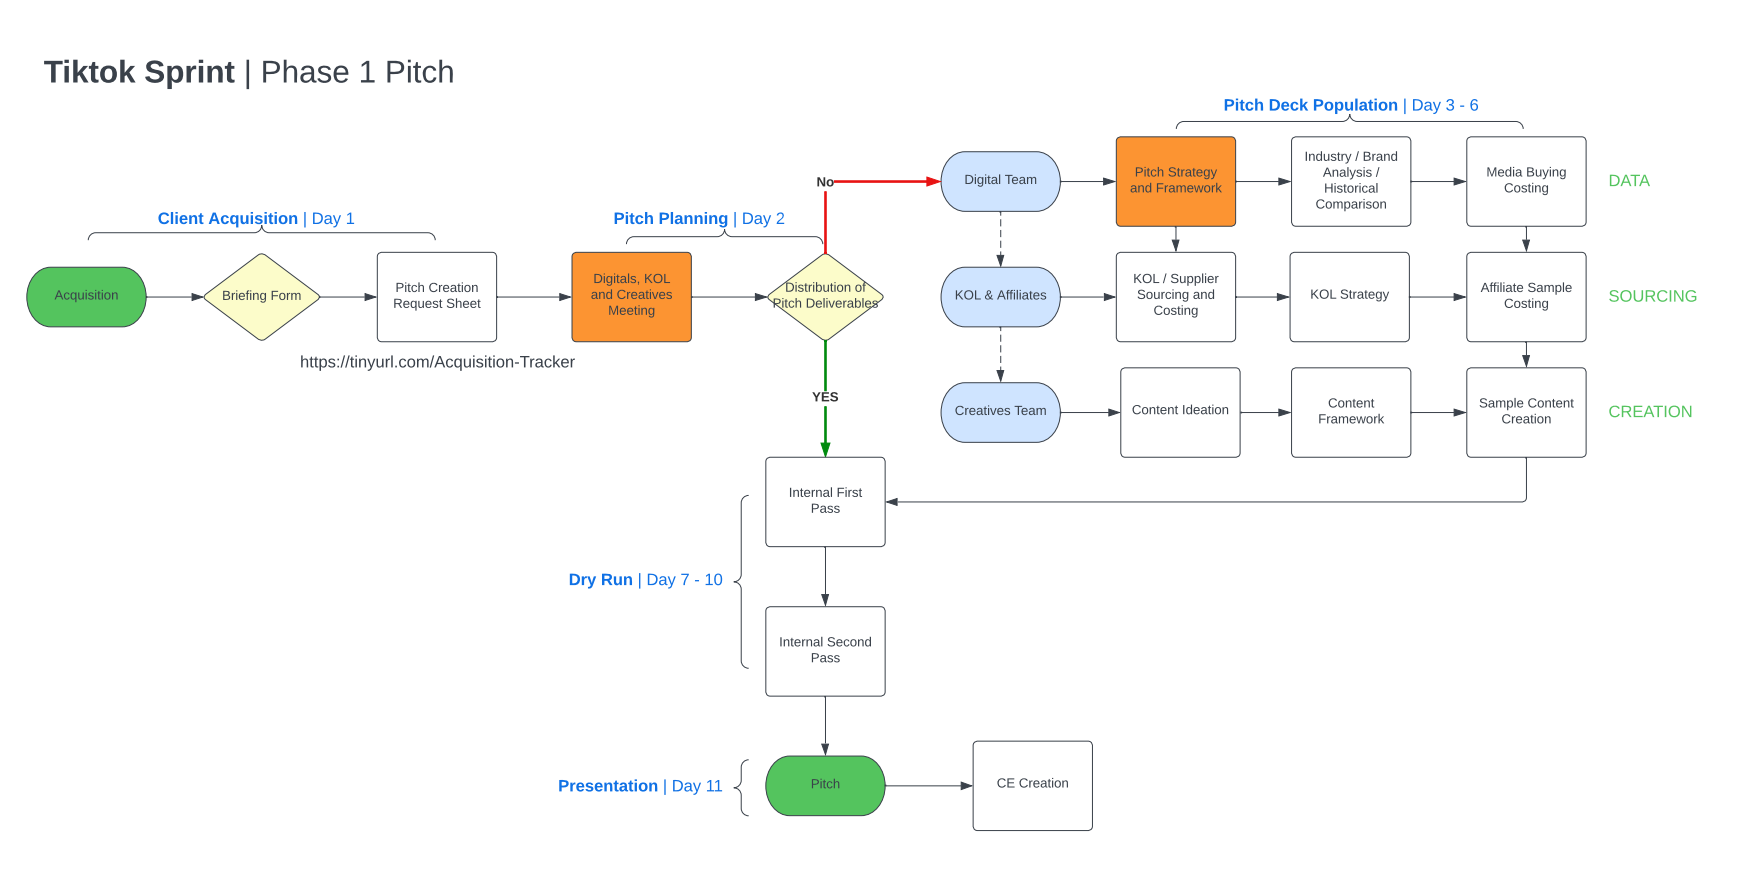 Tiktok Sprint | Phase 1 Pitch
Pitch Deck Population | Day 3 - 6
Client Acquisition | Day 1
Pitch Planning | Day 2
Acquisition
Briefing Form
Pitch Creation
Request Sheet
https://tinyurl.com/Acquisition-Tracker
Digitals, KOL
and Creatives
Meeting
Distribution of
Pitch Deliverables
No
YES
Digital Team
Pitch Strategy
and Framework
Industry / Brand
Analysis /
Historical
Comparison
Media Buying
Costing
DATA
KOL & Affiliates
KOL / Supplier
Sourcing and
Costing
KOL Strategy
Affiliate Sample
Costing
SOURCING
Creatives Team
Content Ideation
Content
Framework
Sample Content
Creation
CREATION
Internal First
Pass
Dry Run | Day 7 - 10
Internal Second
Pass
Presentation | Day 11
Pitch
CE Creation